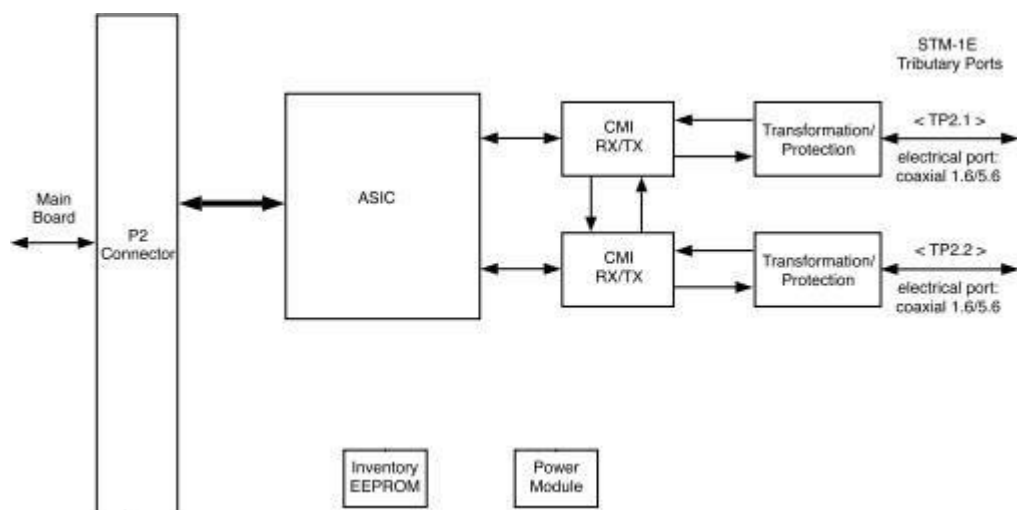 STM-1E
Tributary Ports
< TP2.1 >
CMI
RX/TX
Transformation/
Protection
electrical port:
coaxial 1.6/5.6
ASIC
Main
Board
P2
Connector
< TP2.2 >
CMI
RX/TX
Transformation/
Protection
electrical port:
coaxial 1.6/5.6
Inventory
EEPROM
Power
Module